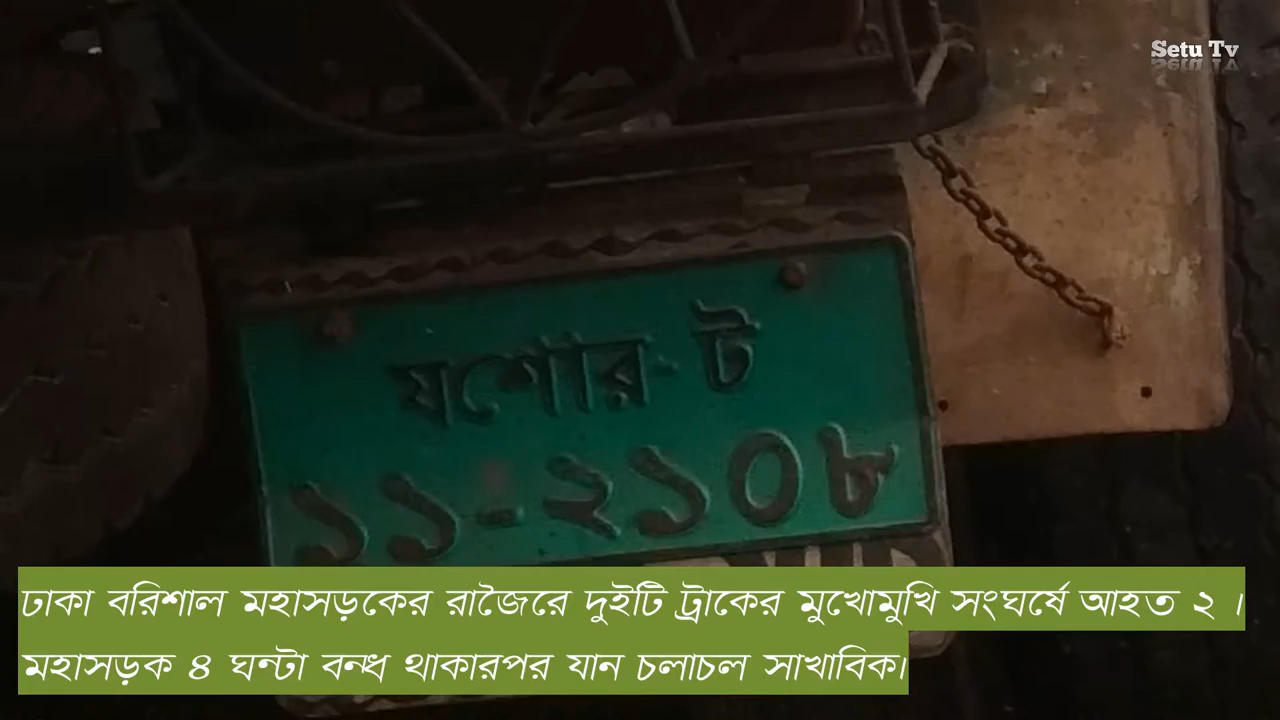 Setu Tv
যশোর-ট
১১-২১০৮
ঢাকা বরিশাল মহাসড়কের রাজৈরে দুইটি ট্রাকের মুখোমুখি সংঘর্ষে আহত ২ ।
মহাসড়ক ৪ ঘন্টা বন্ধ থাকারপর যান চলাচল সাখাবিক।